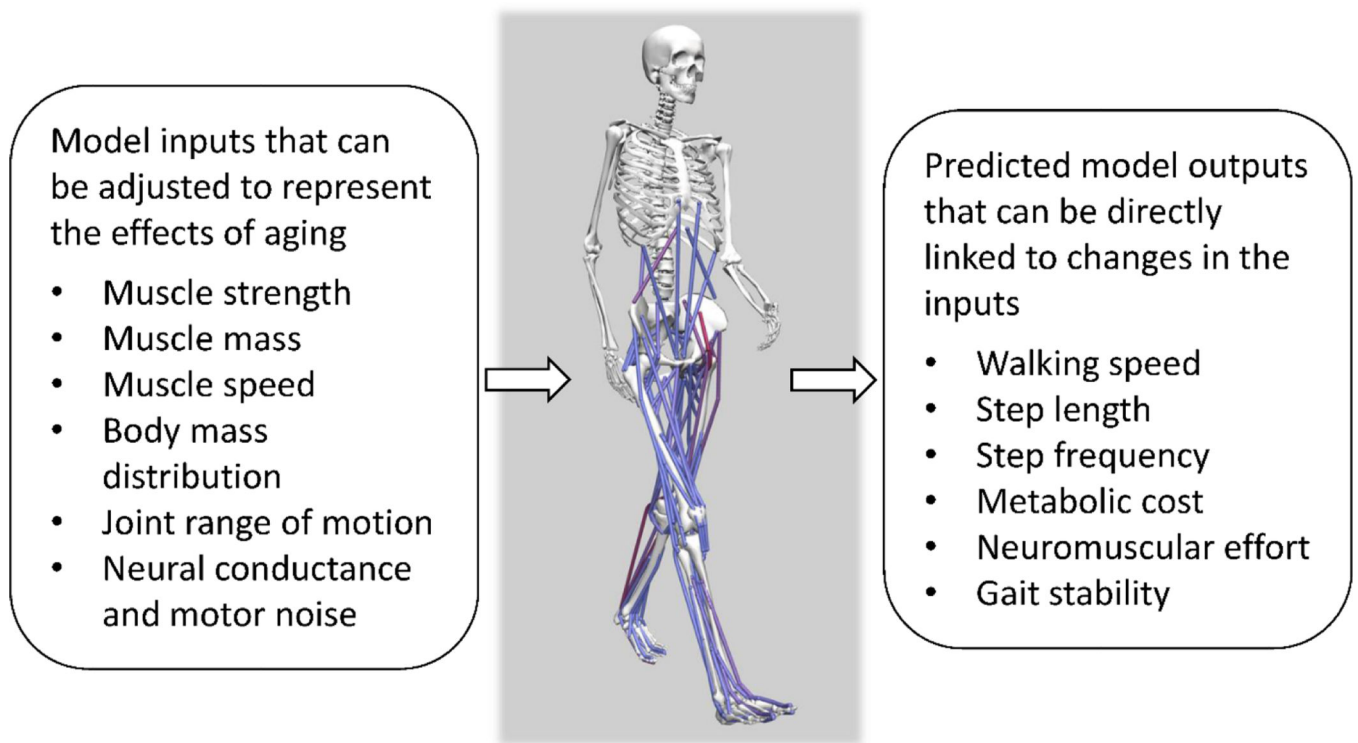 Model inputs that can
be adjusted to represent
the effects of aging
• Muscle strength
• Muscle mass
• Muscle speed
• Body mass
distribution
• Joint range of motion
• Neural conductance
and motor noise
Predicted model outputs
that can be directly
linked to changes in the
inputs
• Walking speed
• Step length
• Step frequency
• Metabolic cost
• Neuromuscular effort
• Gait stability